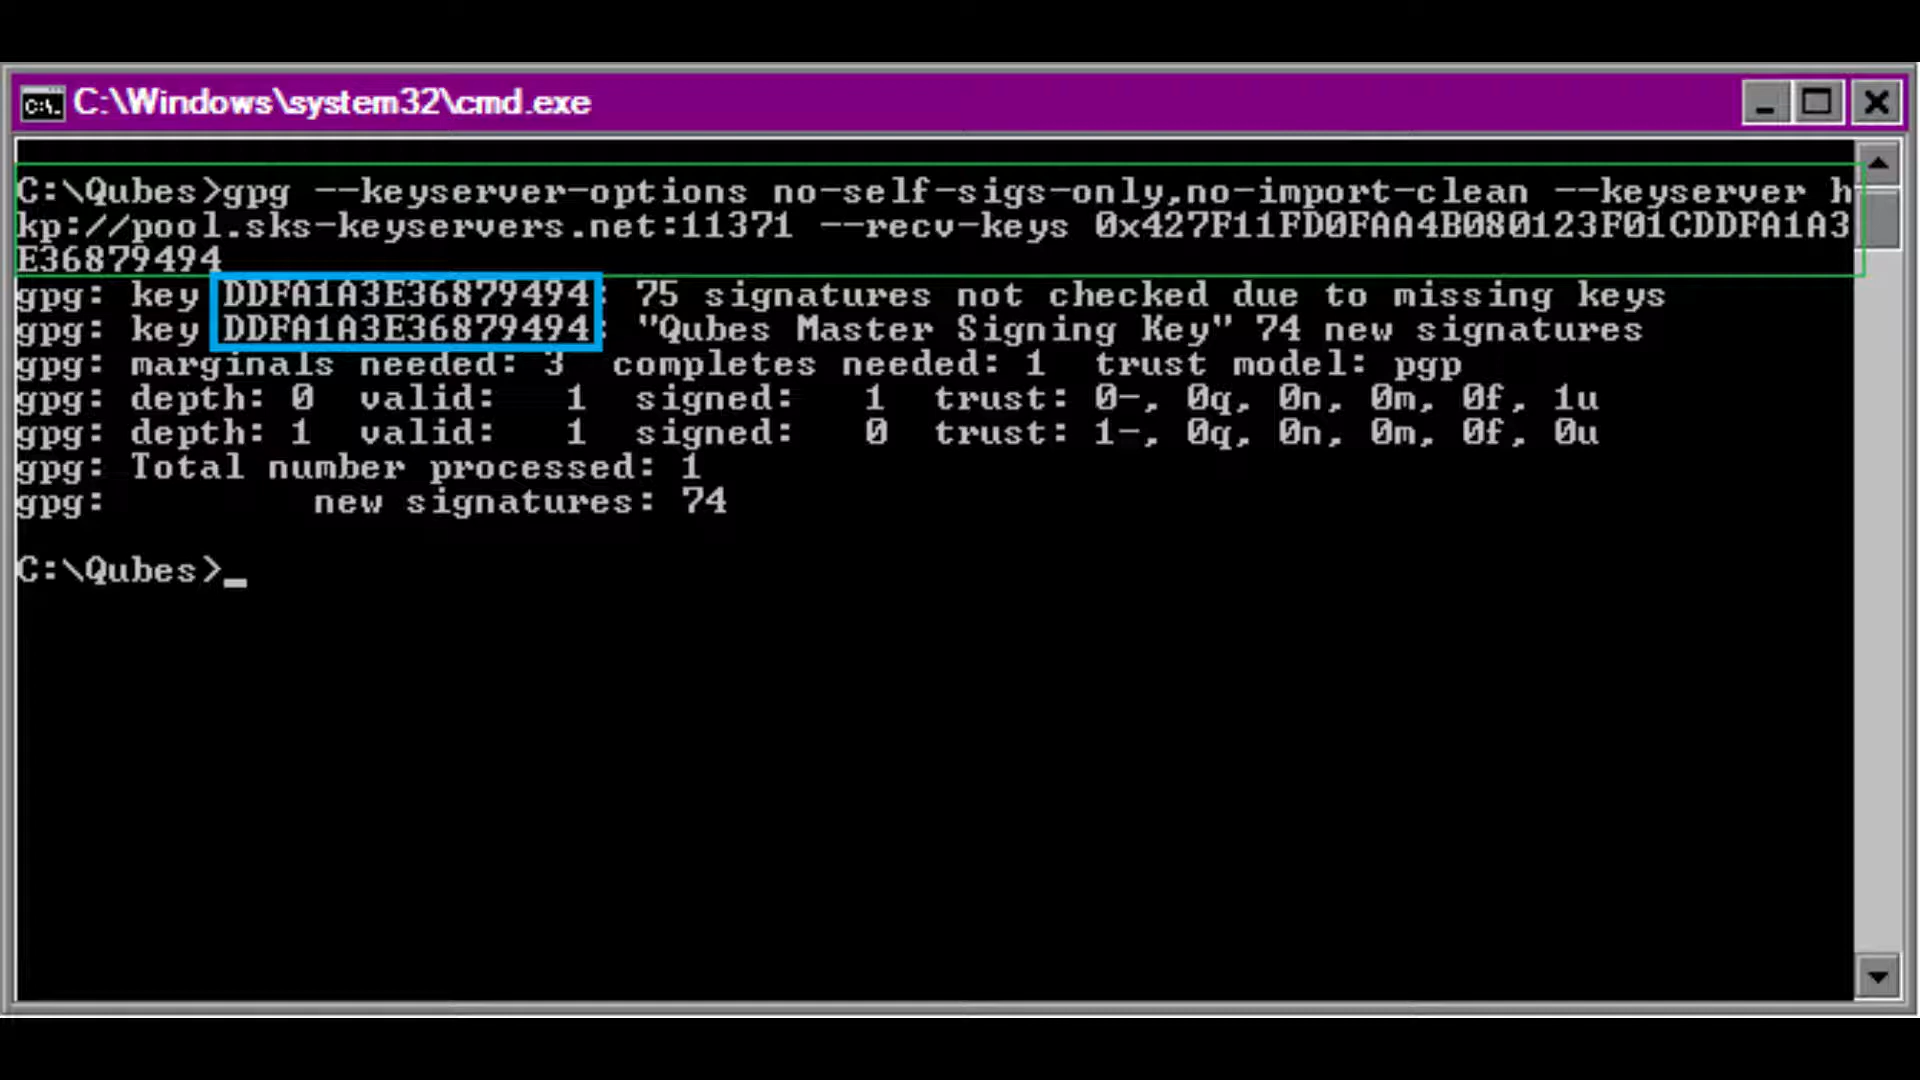 C:\Windows\system32\cmd.exe
C:\Qubes>gpg --keyserver-options no-self-sigs-only,no-import-clean --keyserver h
kp://pool.sks-keyservers.net:11371 --recv-keys 0x427F11FD0FAA4B080123F01CDDFA1A3
E36879494
gpg: key DDFA1A3E36879494: 75 signatures not checked due to missing keys
gpg: key DDFA1A3E36879494: "Qubes Master Signing Key" 74 new signatures
gpg: marginals needed: 3  completes needed: 1  trust model: pgp
gpg: depth: 0  valid:   1  signed:   1  trust: 0-, 0q, 0n, 0m, 0f, 1u
gpg: depth: 1  valid:   1  signed:   0  trust: 1-, 0q, 0n, 0m, 0f, 0u
gpg: Total number processed: 1
gpg:         new signatures: 74
C:\Qubes>_